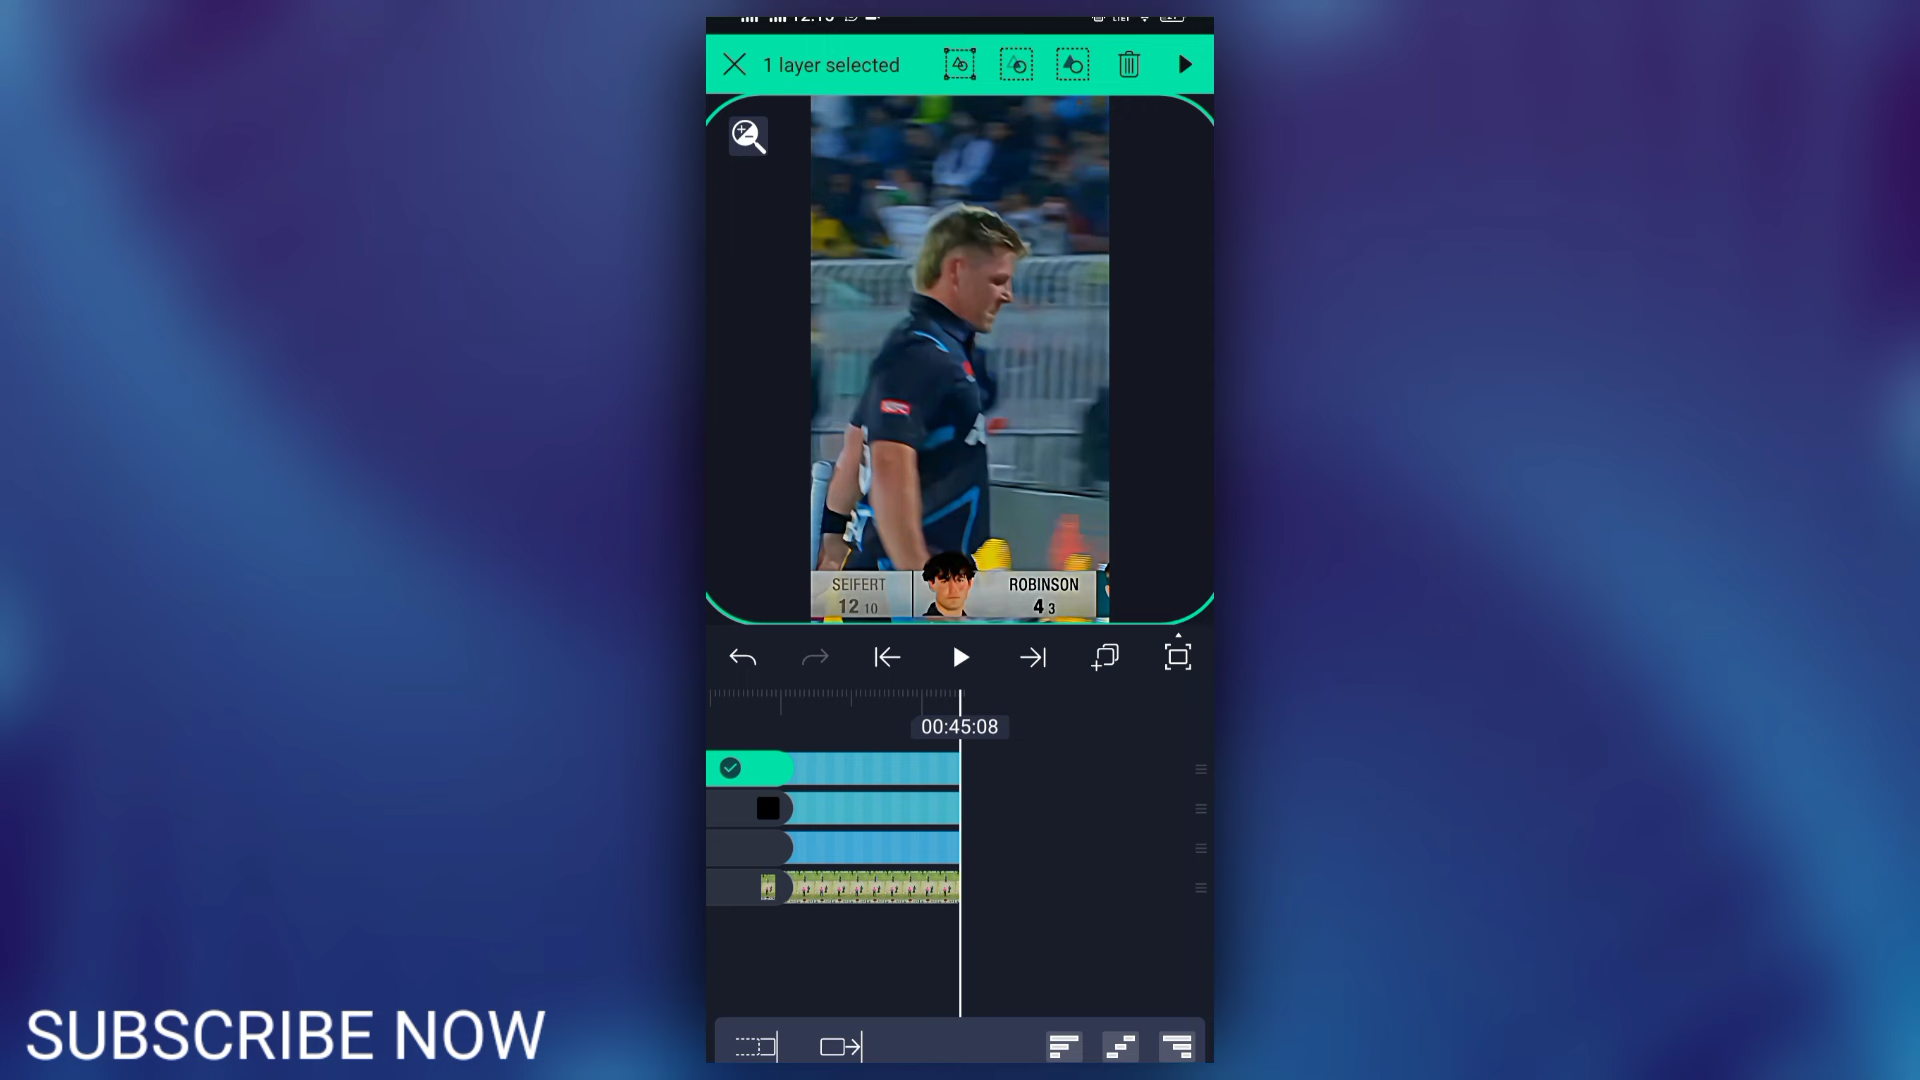 1 layer selected
SEIFERT
12 10
ROBINSON
4 3
00:45:08
SUBSCRIBE NOW